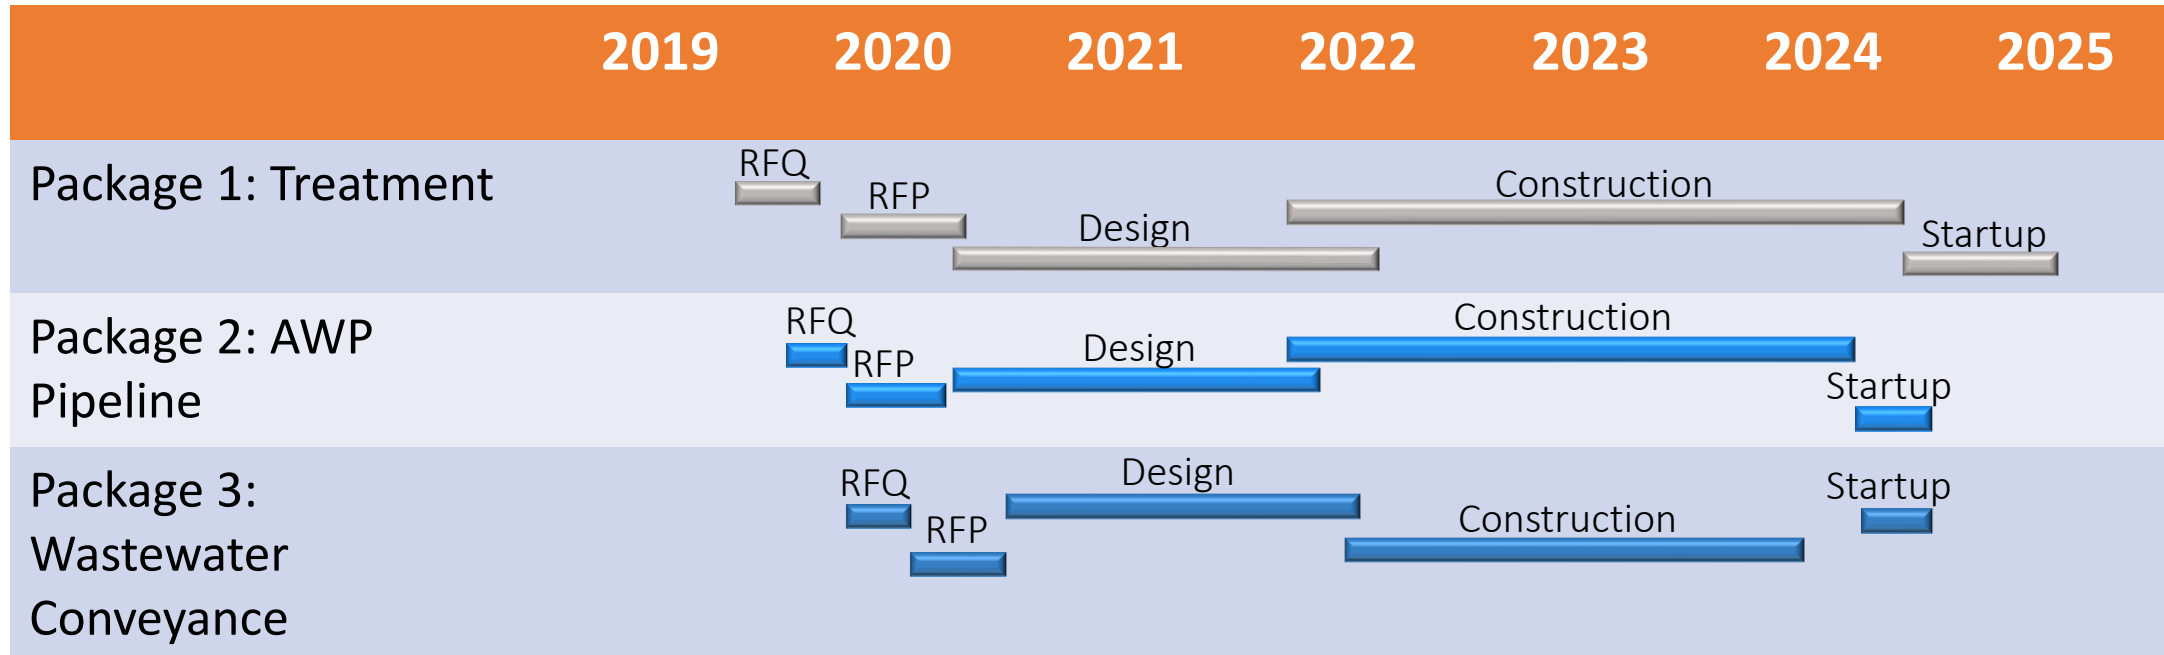 2019 2020 2021 2022 2023 2024 2025
Package 1: Treatment
RFQ
RFP
Design
Construction
Startup
Package 2: AWP
Pipeline
RFQ
RFP
Design
Construction
Startup
Package 3:
Wastewater
Conveyance
RFQ
RFP
Design
Construction
Startup